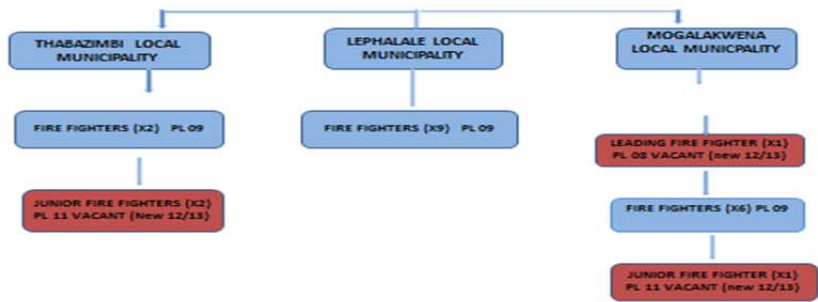 THABAZIMBI LOCAL
MUNICIPALITY
FIRE FIGHTERS (X2) PL 09
JUNIOR FIRE FIGHTERS (X2)
PL 11 VACANT (New 12/13)
LEPHALALE LOCAL
MUNICIPALITY
FIRE FIGHTERS (X9) PL 09
MOGALAKWENA
LOCAL MUNICPALITY
LEADING FIRE FIGHTER (X1)
PL 08 VACANT (new 12/13)
FIRE FIGHTERS (X6) PL 09
JUNIOR FIRE FIGHTER (X1)
PL 11 VACANT (new 12/13)